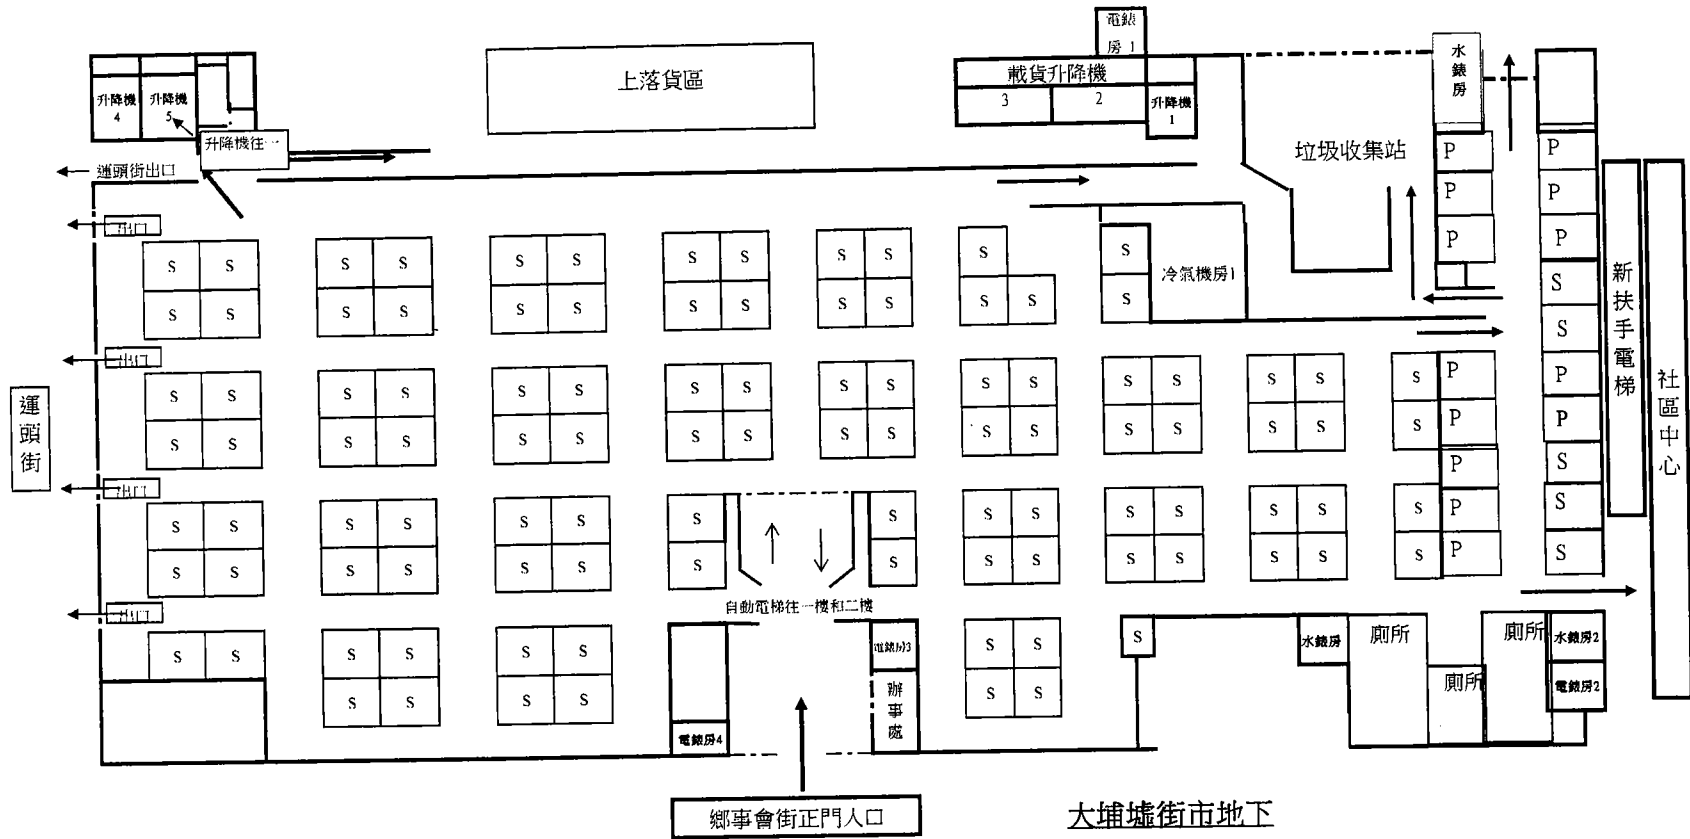 電錶
房 1
水錶房
上落貨區
載貨升降機
3 2
升降機
1
升降機
4
升降機
5
升降機往一
運頭街出口
垃圾收集站
P P
P P
P P
出口
S S S S S S S S S S S S
冷氣機房1
S S S S S S S S S S S S S
S
S
新扶手電梯
社區中心
運頭街
出口
S S S S S S S S S S S S S S S S S P P
S S S S S S S S S S S S S S S S S P P
P S
出口
S S S S S S S S S S S S S S S P S
S S S S S S S S S S S S S S S P S
自動電梯往一樓和二樓
出口
S S S S S S S S S
S S S S S S
電錶房3
辦事處
電錶房4
水錶房
廁所
廁所
廁所
水錶房2
電錶房2
鄉事會街正門入口
大埔墟街市地下